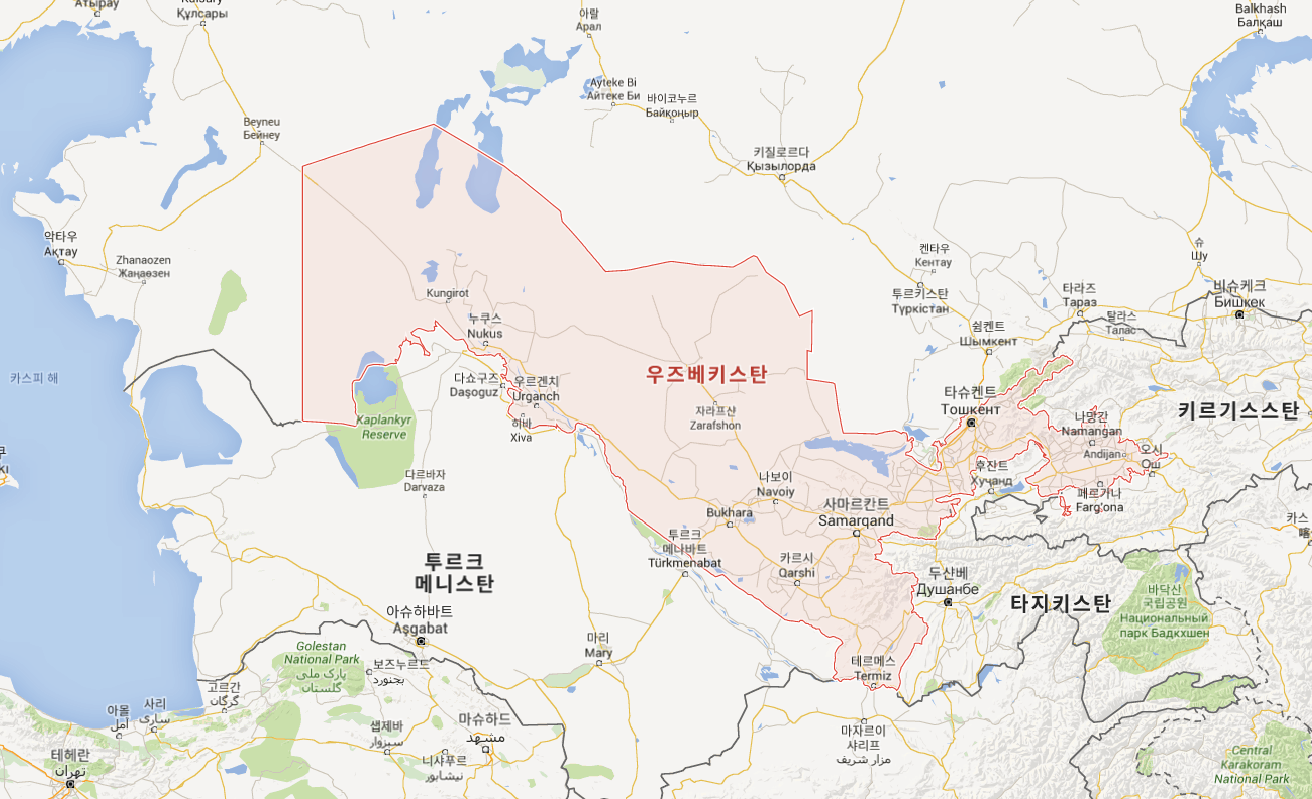 Атырау
Құлсары
아랄
Арал
Balkhash
Балқаш
Ayteke Bi
Айтеке Би
바이코누르
Байқоңыр
Beyneu
Бейнеу
키질로르다
Қызылорда
악타우
Ақтау
Zhanaozen
Жаңаөзен
켄타우
Кентау
슈
Шу
투르키스탄
Түркістан
타라즈
Тараз
비슈케크
Бишкек
탈라스
Талас
쉼켄트
Шымкент
Kungirot
누쿠스
Nukus
카스피 해
다쇼구즈
Daşoguz
우르겐치
Urganch
히바
Xiva
우즈베키스탄
자라프샨
Zarafshon
타슈켄트
Тошкент
나망간
Namangan
Andijan
오시
Ош
키르기스스탄
Kaplankyr
Reserve
대르바자
Darvaza
나보이
Navoiy
후잔트
Хуҷанд
페르가나
Farg'ona
Bukhara
사마르칸트
Samarqand
카스
투르크
메나바트
Türkmenabat
카르시
Qarshi
투르크
메니스탄
두샨베
Душанбе
타지키스탄
바닥산
국립공원
Национальный
парк Бадкхшен
아슈하바트
Aşgabat
마리
Mary
테르메스
Termiz
Golestan
National Park
پارک ملی
گلستان
보즈누르드
بجنورد
고르간
گرگان
아몰
آمل
사리
ساری
샙제바
سبزوار
마슈하드
مشهد
니샤푸르
نیشابور
마자르이
샤리프
مزار شریف
테헤란
تهران
Central
Karakoram
National Park